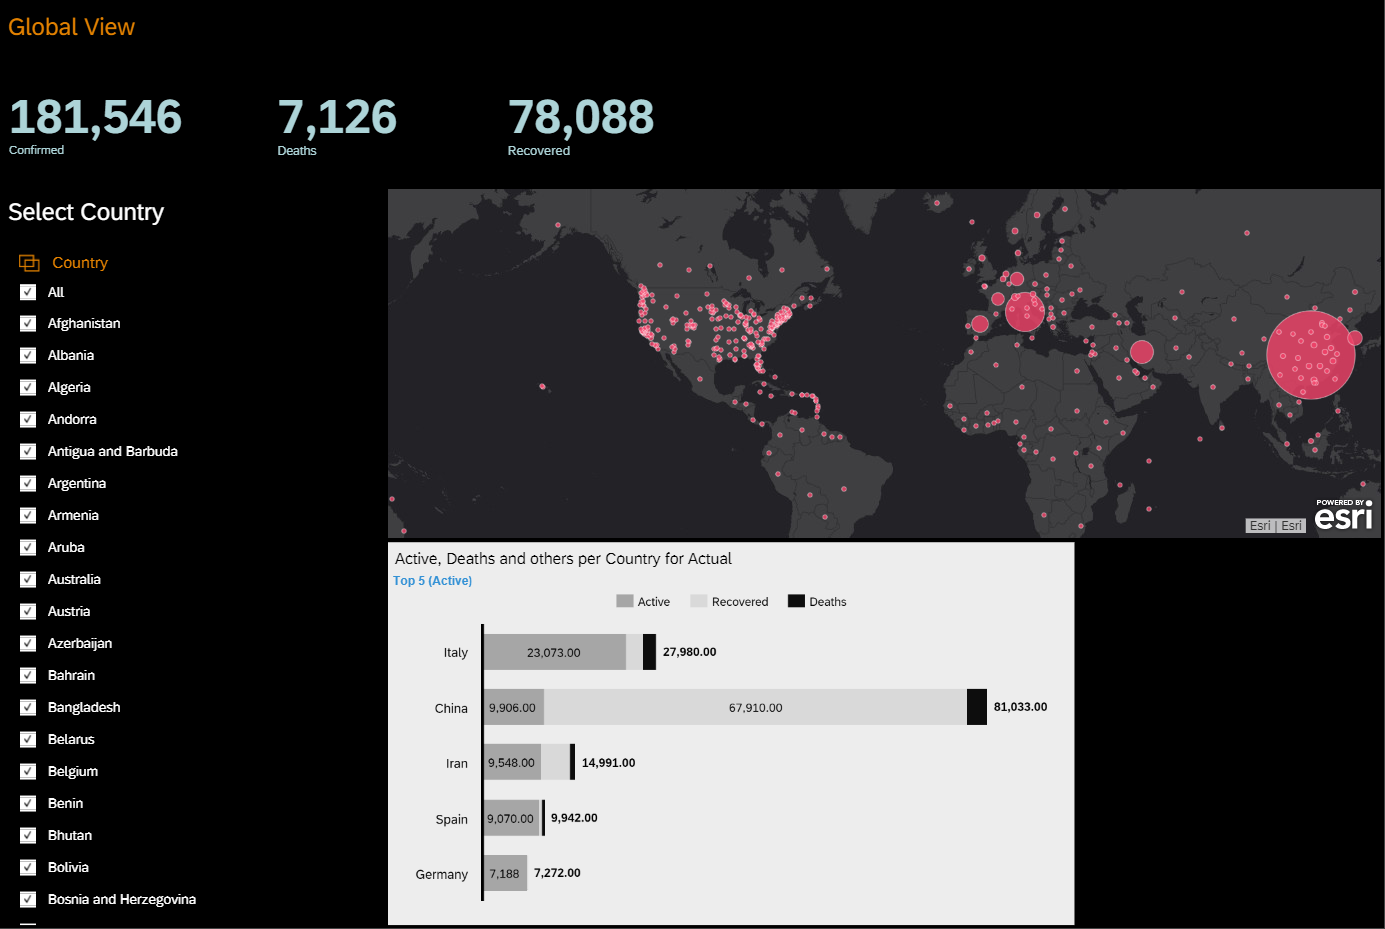 Global View
181,546
Confirmed
7,126
Deaths
78,088
Recovered
Select Country
Country
All
Afghanistan
Albania
Algeria
Andorra
Antigua and Barbuda
Argentina
Armenia
Aruba
Australia
Austria
Azerbaijan
Bahrain
Bangladesh
Belarus
Belgium
Benin
Bhutan
Bolivia
Bosnia and Herzegovina
Esri | Esri
POWERED BY
esri
Active, Deaths and others per Country for Actual
Top 5 (Active)
Active Recovered Deaths
Italy 23,073.00 27,980.00
China 9,906.00 67,910.00 81,033.00
Iran 9,548.00 14,991.00
Spain 9,070.00 9,942.00
Germany 7,188 7,272.00